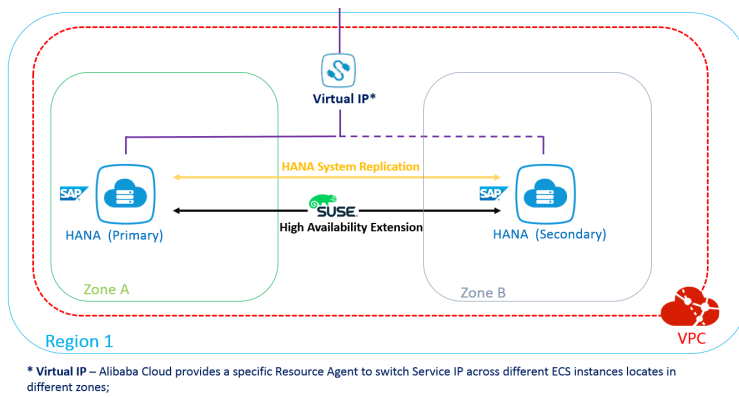 Virtual IP*
HANA System Replication
SAP
SAP
SUSE
High Availability Extension
HANA (Primary)
HANA (Secondary)
Zone A
Zone B
Region 1
VPC
* Virtual IP – Alibaba Cloud provides a specific Resource Agent to switch Service IP across different ECS instances locates in
different zones;